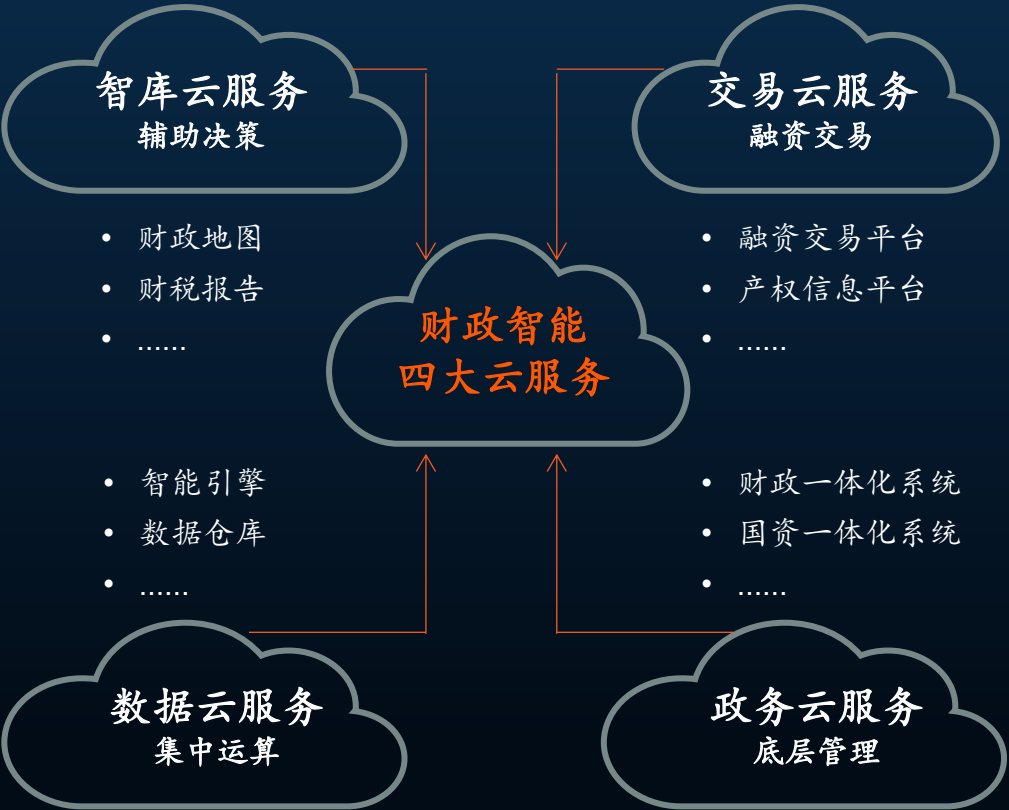 智库云服务
辅助决策
• 财政地图
• 财税报告
• ……
交易云服务
融资交易
• 融资交易平台
• 产权信息平台
• ……
财政智能
四大云服务
• 智能引擎
• 数据仓库
• ……
数据云服务
集中运算
• 财政一体化系统
• 国资一体化系统
• ……
政务云服务
底层管理